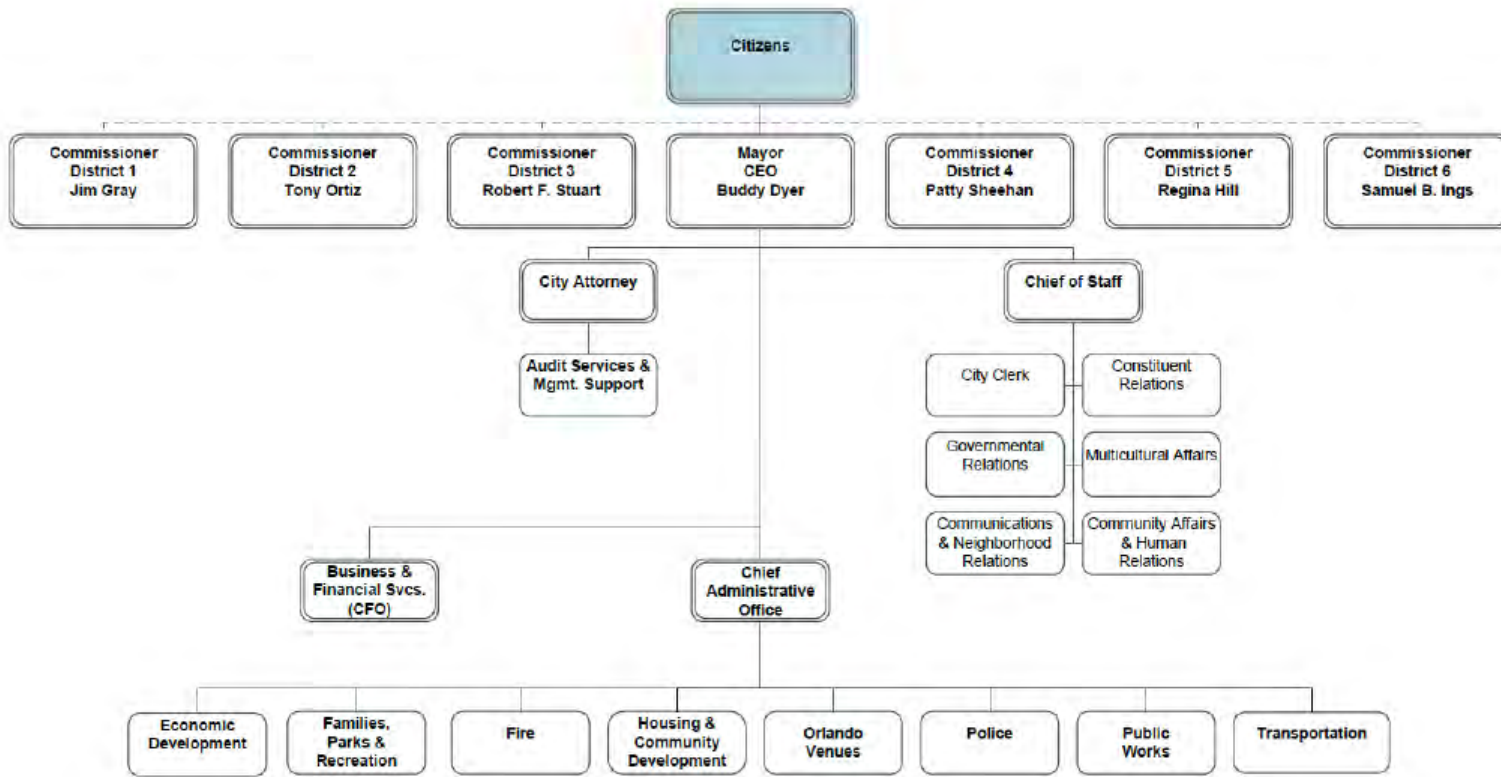 Citizens
Commissioner
District 1
Jim Gray
Commissioner
District 2
Tony Ortiz
Commissioner
District 3
Robert F. Stuart
Mayor
CEO
Buddy Dyer
Commissioner
District 4
Patty Sheehan
Commissioner
District 5
Regina Hill
Commissioner
District 6
Samuel B. Ings
City Attorney
Chief of Staff
Audit Services &
Mgmt. Support
City Clerk
Constituent
Relations
Governmental
Relations
Multicultural Affairs
Communications
& Neighborhood
Relations
Community Affairs
& Human
Relations
Business &
Financial Svcs.
(CFO)
Chief
Administrative
Office
Economic
Development
Families,
Parks &
Recreation
Fire
Housing &
Community
Development
Orlando
Venues
Police
Public
Works
Transportation